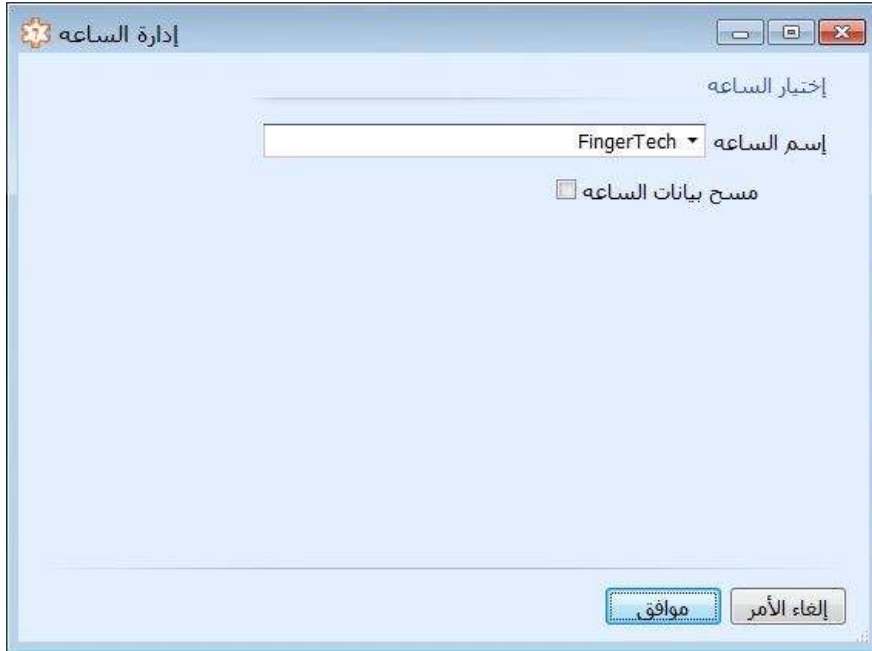 إدارة الساعه
إختيار الساعه
إسم الساعه FingerTech
مسح بيانات الساعه
إلغاء الأمر موافق